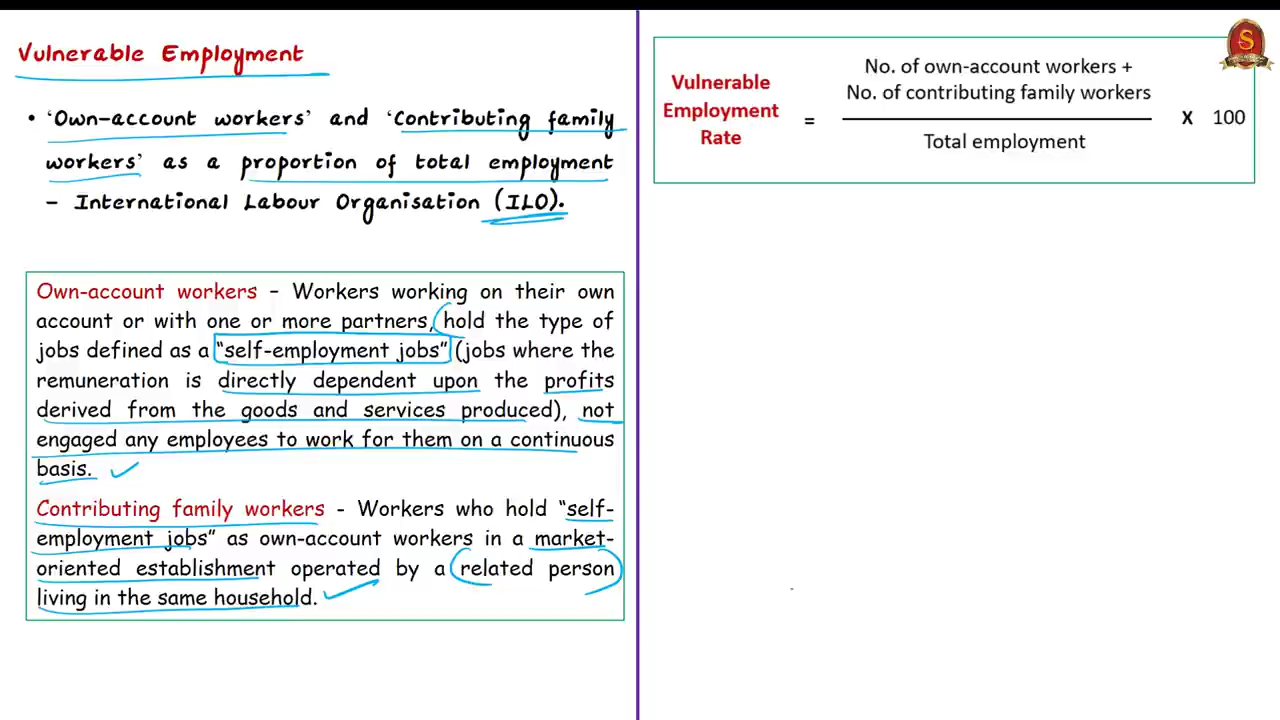 Vulnerable Employment
• 'Own-account workers' and 'Contributing family
workers' as a proportion of total employment
- International Labour Organisation (ILO).
Own-account workers – Workers working on their own
account or with one or more partners, hold the type of
jobs defined as a "self-employment jobs" (jobs where the
remuneration is directly dependent upon the profits
derived from the goods and services produced), not
engaged any employees to work for them on a continuous
basis.
Contributing family workers - Workers who hold "self-
employment jobs" as own-account workers in a market-
oriented establishment operated by a related person
living in the same household.
Vulnerable
Employment
Rate
=
No. of own-account workers +
No. of contributing family workers
Total employment
X 100
S